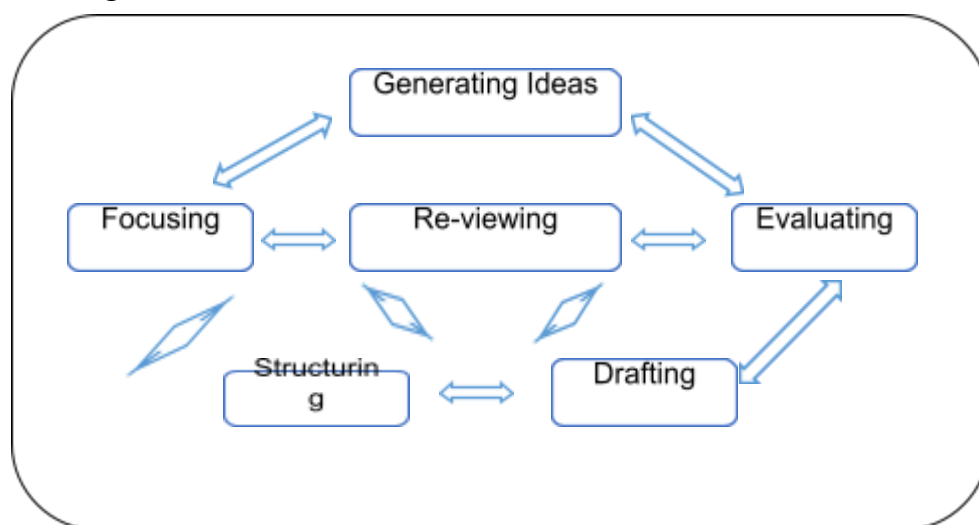 Generating Ideas
Focusing
Re-viewing
Evaluating
Structurin
g
Drafting